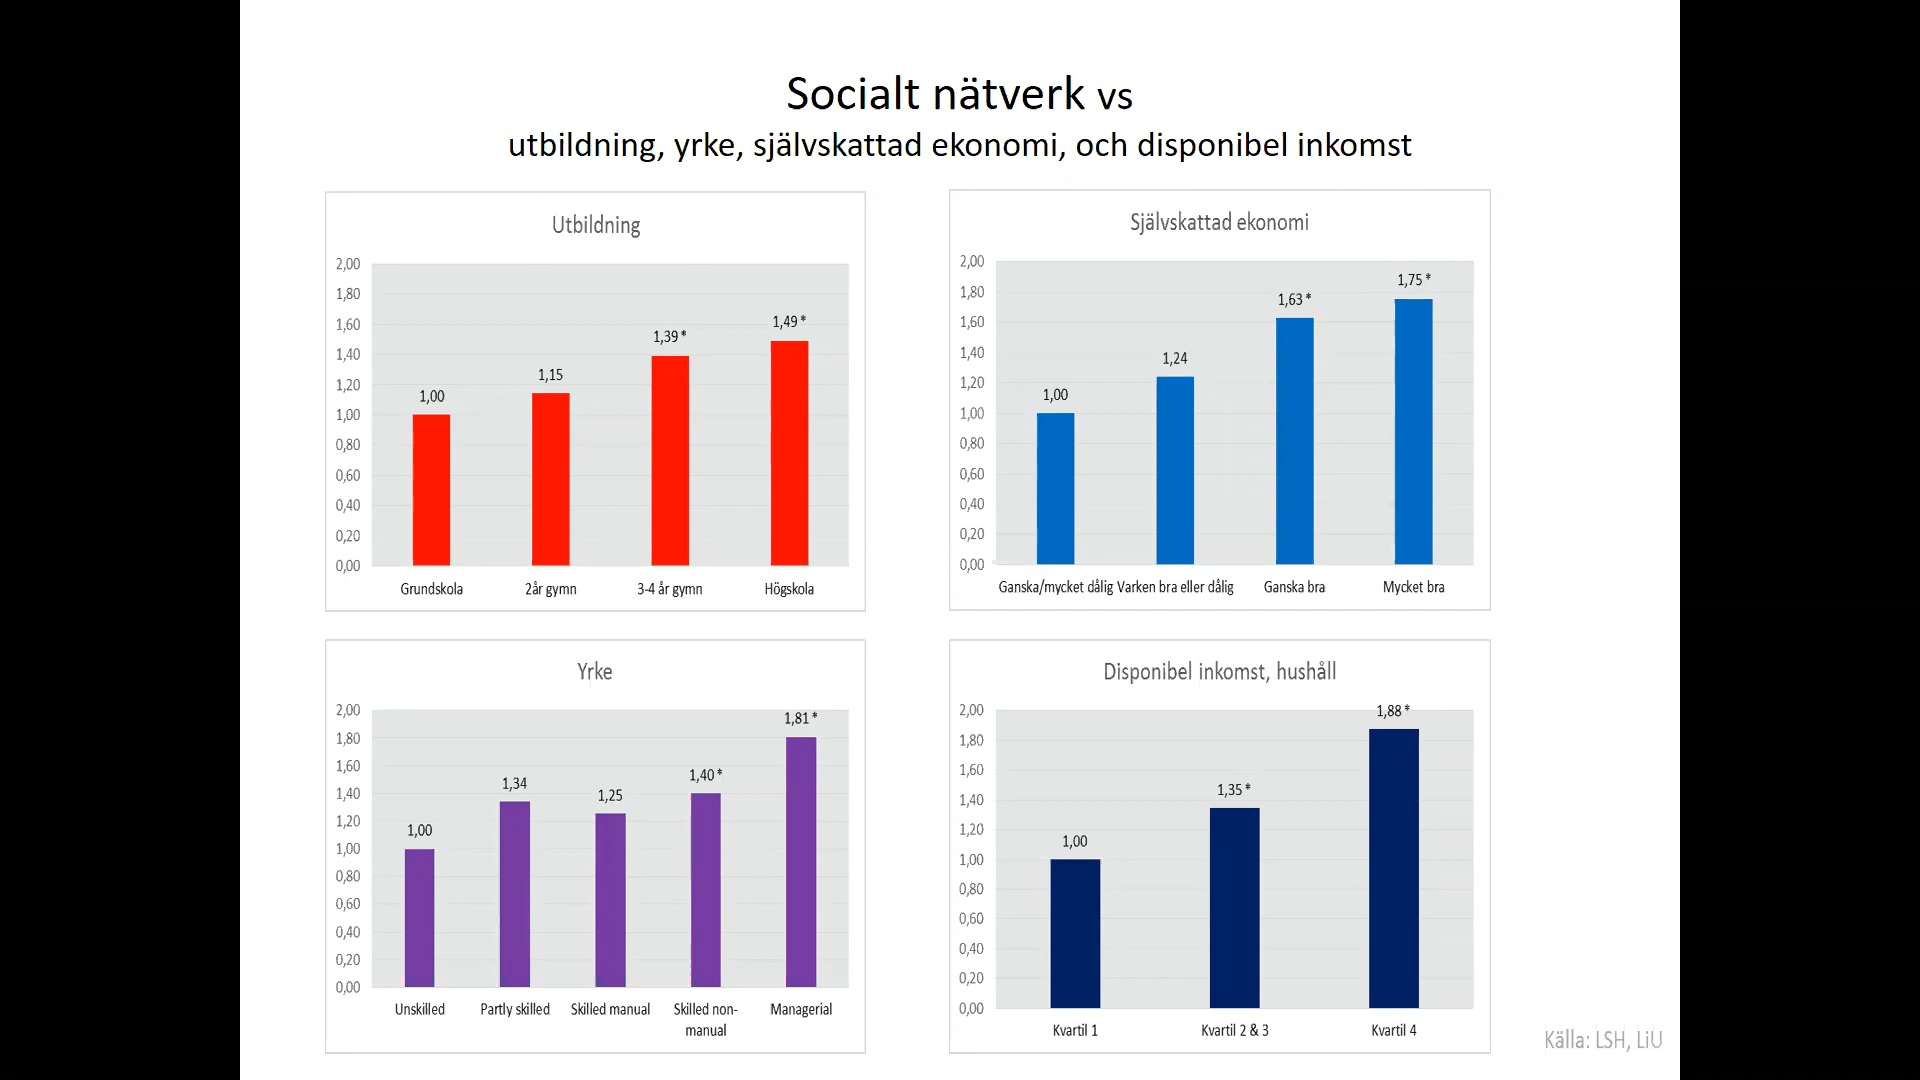 Socialt nätverk vs
utbildning, yrke, självskattad ekonomi, och disponibel inkomst
Utbildning
2,00
1,80
1,60
1,40
1,20
1,00
0,80
0,60
0,40
0,20
0,00
1,00
1,15
1,39 *
1,49 *
Grundskola
2år gymn
3-4 år gymn
Högskola
Självskattad ekonomi
2,00
1,80
1,60
1,40
1,20
1,00
0,80
0,60
0,40
0,20
0,00
1,00
1,24
1,63 *
1,75 *
Ganska/mycket dålig
Varken bra eller dålig
Ganska bra
Mycket bra
Yrke
2,00
1,80
1,60
1,40
1,20
1,00
0,80
0,60
0,40
0,20
0,00
1,00
1,34
1,25
1,40 *
1,81 *
Unskilled
Partly skilled
Skilled manual
Skilled non-
manual
Managerial
Disponibel inkomst, hushåll
2,00
1,80
1,60
1,40
1,20
1,00
0,80
0,60
0,40
0,20
0,00
1,00
1,35 *
1,88 *
Kvartil 1
Kvartil 2 & 3
Kvartil 4
Källa: LSH, LiU